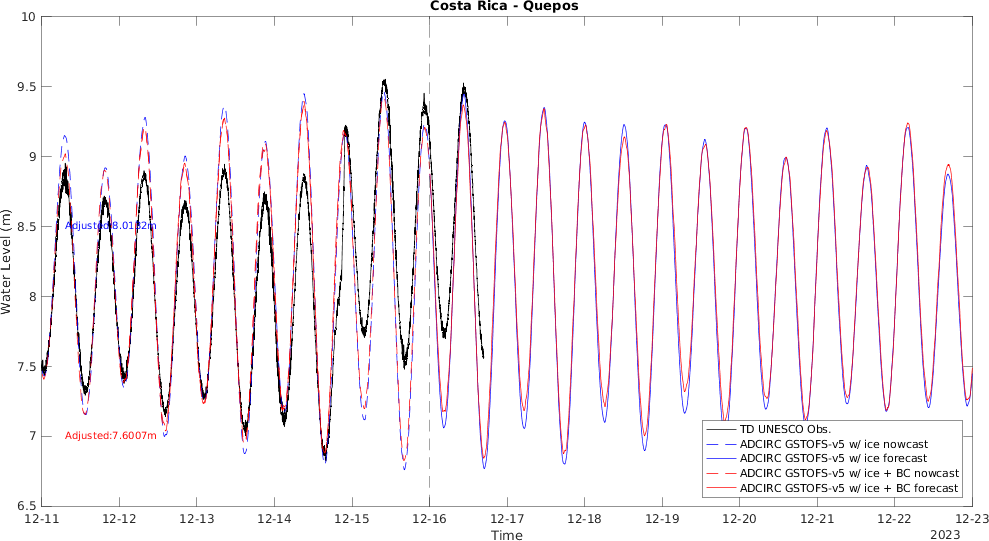 Costa Rica - Quepos
Water Level (m)
10
9.5
9
8.5
8
7.5
7
6.5
Adjusted:8.0132m
Adjusted:7.6007m
TD UNESCO Obs.
ADCIRC GSTOFS-v5 w/ ice nowcast
ADCIRC GSTOFS-v5 w/ ice forecast
ADCIRC GSTOFS-v5 w/ ice + BC nowcast
ADCIRC GSTOFS-v5 w/ ice + BC forecast
12-11 12-12 12-13 12-14 12-15 12-16 12-17 12-18 12-19 12-20 12-21 12-22 12-23
Time
2023